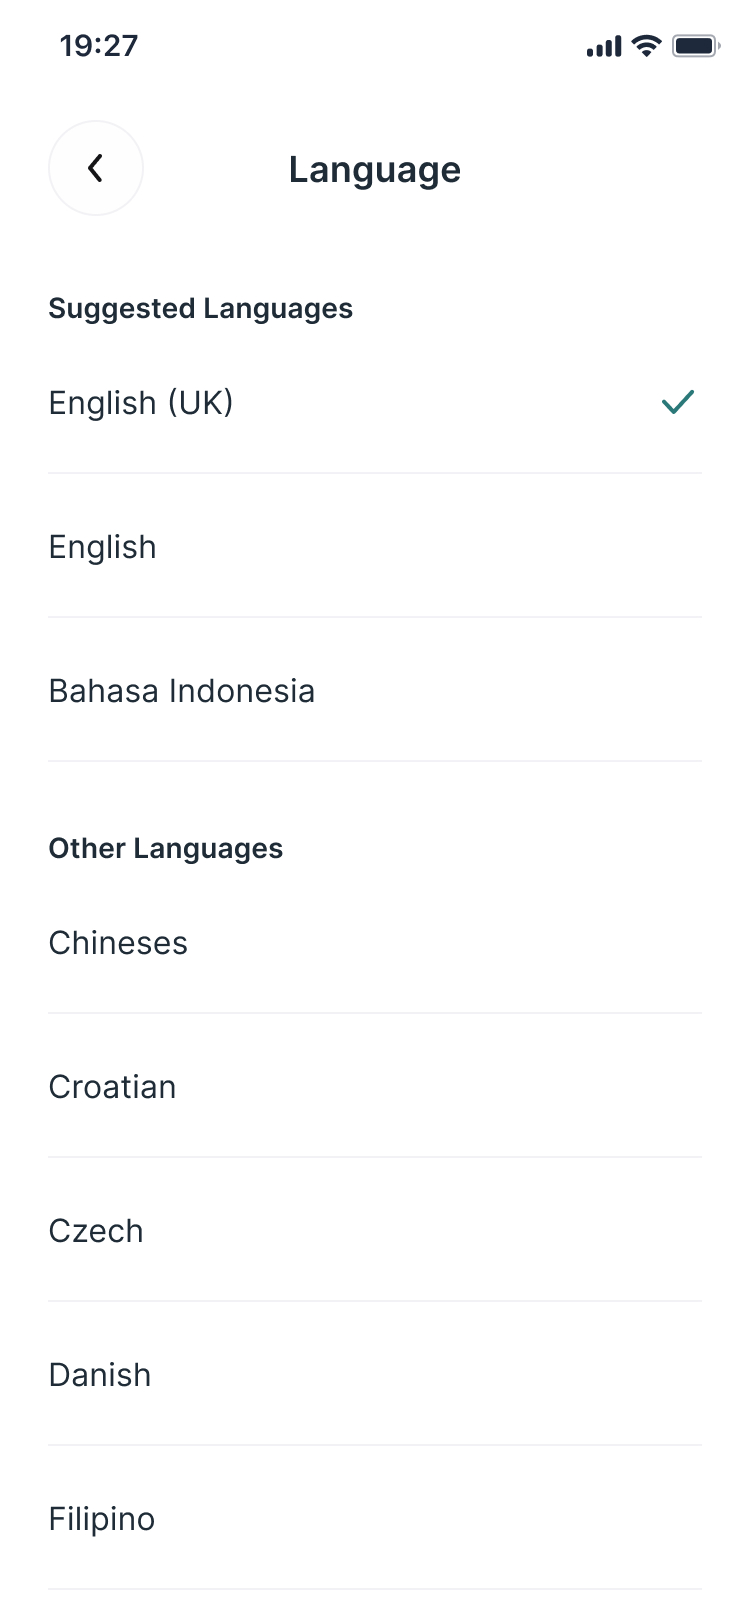 19:27
Language
Suggested Languages
English (UK)
English
Bahasa Indonesia
Other Languages
Chineses
Croatian
Czech
Danish
Filipino